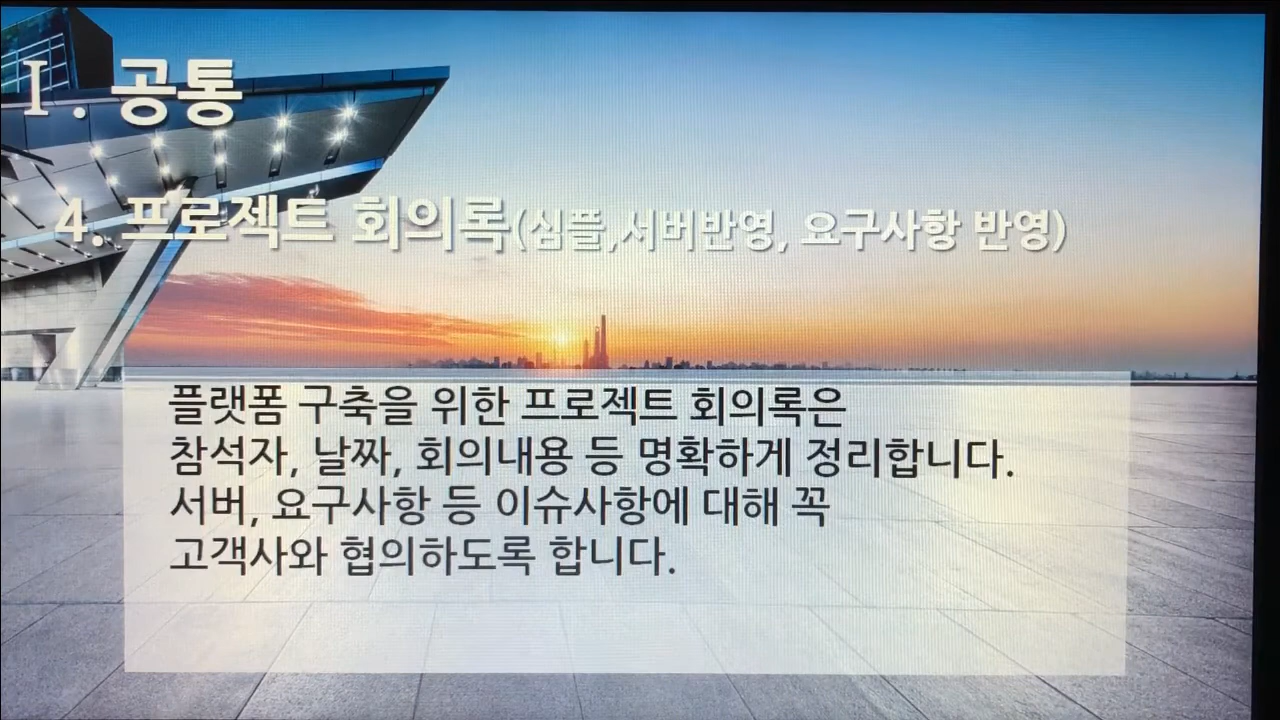 Ⅰ. 공통
4. 프로젝트 회의록(심플,서버반영, 요구사항 반영)
플랫폼 구축을 위한 프로젝트 회의록은
참석자, 날짜, 회의내용 등 명확하게 정리합니다.
서버, 요구사항 등 이슈사항에 대해 꼭
고객사와 협의하도록 합니다.